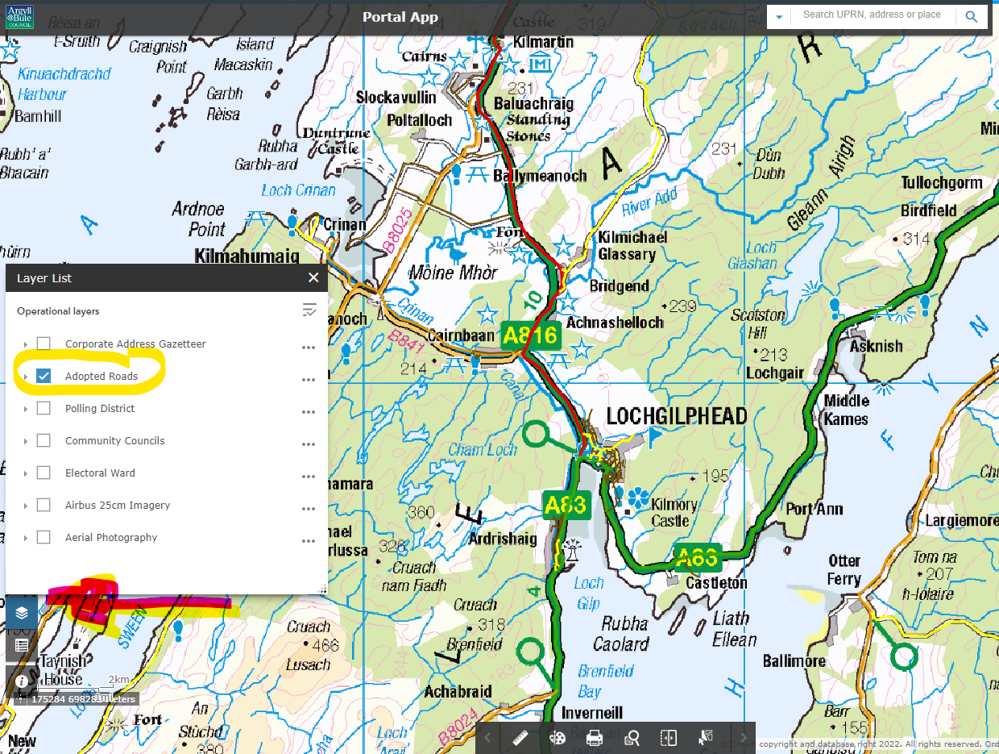 Argyll
& Bute
COUNCIL
Portal App
Search UPRN, address or place
Rèisa an
t-Sruith
Craignish
Point
Island
Macaskin
Castle
319
Socach
R
Kilmartin
Cairns
Kinuachdrachd
Harbour
Barnhill
Garbh
Rèisa
231
Slockavullin
Baluachraig
Standing
Stones
Poltalloch
Duntrune
Castle
Rubh' a'
Bhacain
Rubha
Garbh-ard
231
Dùn
Dubh
Gleann Airigh
A
Ballymeanoch
Tullochgorm
Loch Crinan
River Add
Birdfield
Ardnoe
Point
A
Crinan
B8025
Fort
Kilmichael
Glassary
314
Loch
Glashan
Kilmahumaig
Mòine Mhòr
Bridgend
Layer List
Operational layers
Corporate Address Gazetteer
Adopted Roads
Polling District
Community Councils
Electoral Ward
Airbus 25cm Imagery
Aerial Photography
10
239
Crinan
Canal
Achnashelloch
Scotston
Hill
213
Cairnbaan
A816
B841
214
Asknish
Lochgair
N
Middle
Kames
Y
F
LOCHGILPHEAD
Cham Loch
195
A83
360
Kilmory
Castle
Port Ann
Largiemore
Ardrishaig
E
326
A83
Otter
Ferry
Tom na
h-Iolaire
207
Cruach
nam Fiadh
Castleton
Loch
Gilp
4
Cruach
Brenfield
318
Rubha
Caolard
Liath
Eilean
Cruach
Lusach
466
L
SWEEN
Taynish
House
2km
1mi
Ballimore
Brenfield
Bay
H
Achabraid
Inverneill
An
Stùchd
380
Fort
B8024
Loch
Arail
Barr
155
New
copyright and database right 2022. All rights reserved. Ord